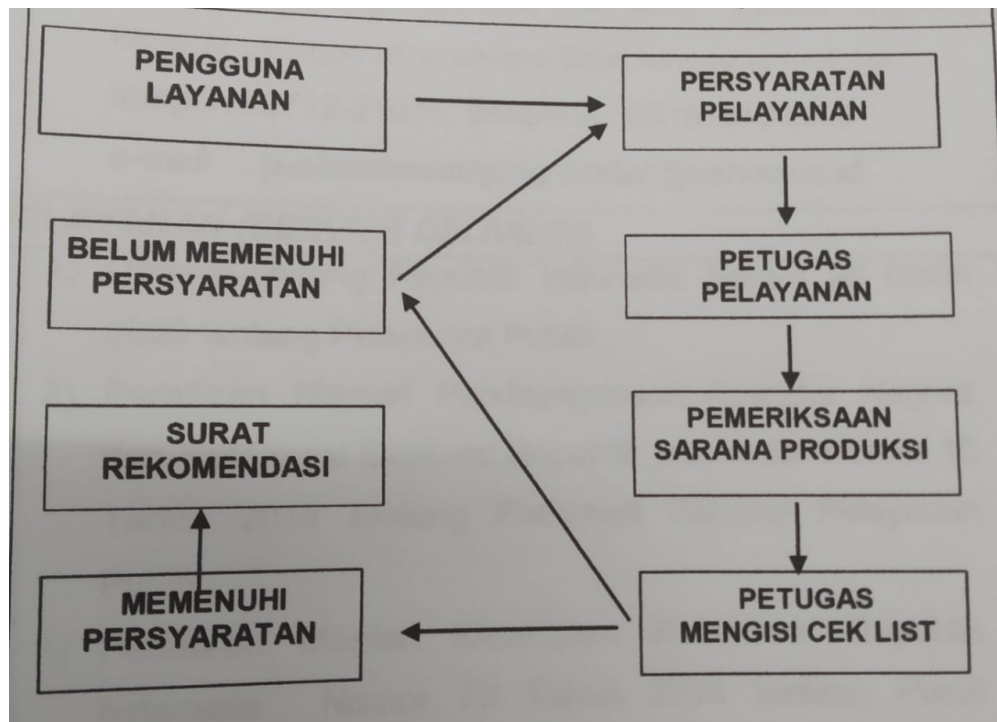 PENGGUNA
LAYANAN
PERSYARATAN
PELAYANAN
BELUM MEMENUHI
PERSYARATAN
PETUGAS
PELAYANAN
SURAT
REKOMENDASI
PEMERIKSAAN
SARANA PRODUKSI
MEMENUHI
PERSYARATAN
PETUGAS
MENGISI CEK LIST